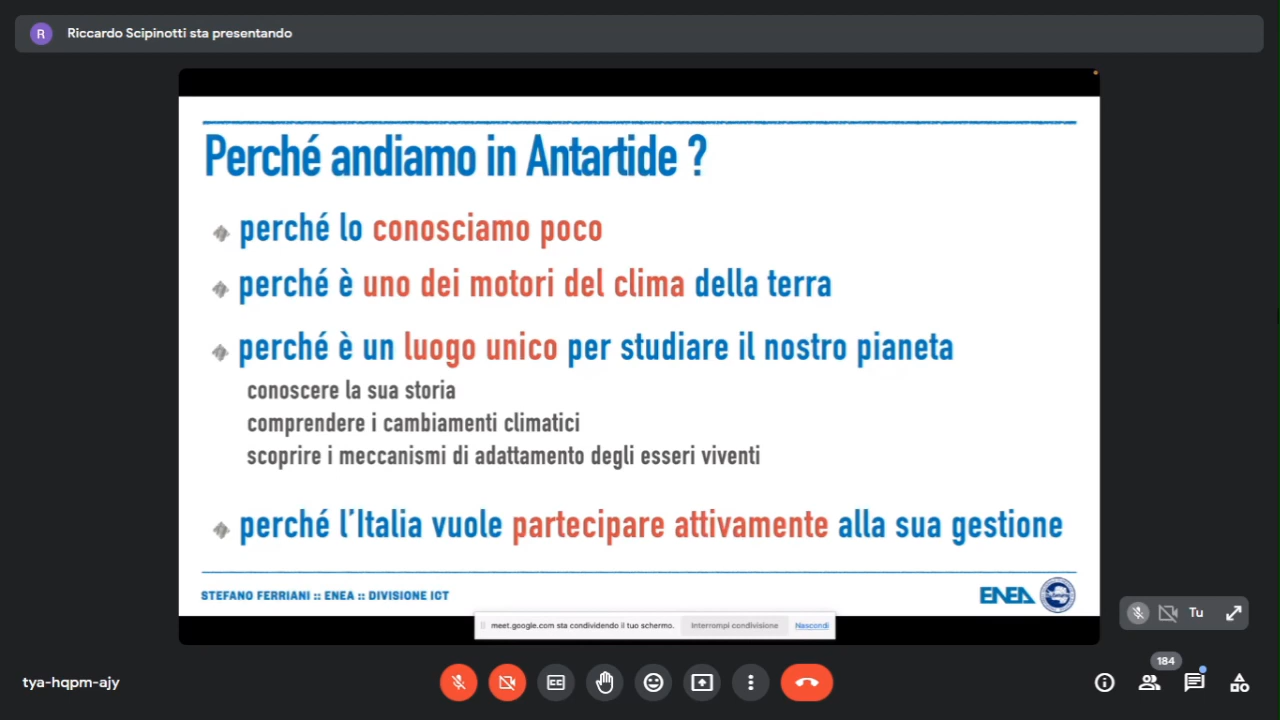 R
Riccardo Scipinotti sta presentando
Perché andiamo in Antartide ?
perché lo conosciamo poco
perché è uno dei motori del clima della terra
perché è un luogo unico per studiare il nostro pianeta
conoscere la sua storia
comprendere i cambiamenti climatici
scoprire i meccanismi di adattamento degli esseri viventi
perché l’Italia vuole partecipare attivamente alla sua gestione
STEFANO FERRIANI :: ENEA :: DIVISIONE ICT
ENEA
meet.google.com sta condividendo il tuo schermo. Interrompi condivisione Nascondi
Tu
184
tya-hqpm-ajy
CC